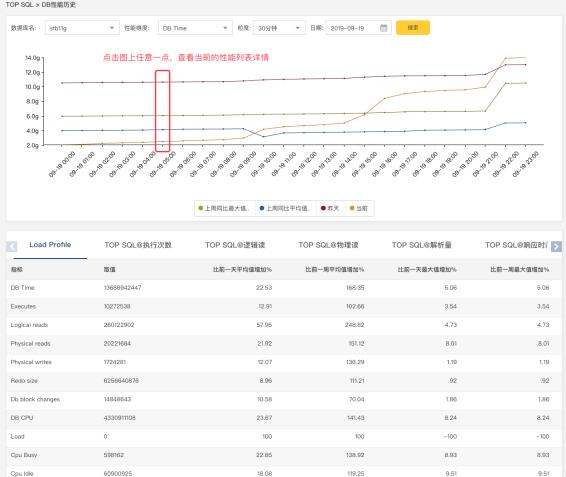 TOP SQL > DB性能历史
数据库名: stb11g 性能维度: DB Time 粒度: 30分钟 日期: 2019-09-19 搜索
点击图上任意一点，查看当前的性能列表详情
14.0g
12.0g
10.0g
8.0g
6.0g
4.0g
2.0g
09-19 00:00 09-19 01:00 09-19 02:00 09-19 03:00 09-19 04:00 09-19 05:00 09-19 06:00 09-19 07:00 09-19 08:00 09-19 09:00 09-19 10:00 09-19 11:00 09-19 12:00 09-19 13:00 09-19 14:00 09-19 15:00 09-19 16:00 09-19 17:00 09-19 18:00 09-19 19:00 09-19 20:00 09-19 21:00 09-19 22:00 09-19 23:00
上周同比最大值.. 上周同比平均值.. 昨天 当前
Load Profile TOP SQL@执行次数 TOP SQL@逻辑读 TOP SQL@物理读 TOP SQL@解析量 TOP SQL@响应时
指标 取值 比前一天平均值增加% 比前一周平均值增加% 比前一天最大值增加% 比前一周最大值增加%
DB Time 13688942447 22.53 168.35 5.06 5.06
Executes 10272538 12.91 102.66 3.54 3.54
Logical reads 260122902 57.95 248.82 4.73 4.73
Physical reads 20221684 21.92 151.12 8.01 8.01
Physical writes 1724281 12.07 136.29 1.19 1.19
Redo size 6256640876 8.96 111.21 .92 .92
Db block changes 14848643 10.58 70.04 1.86 1.86
DB CPU 4330911108 23.67 141.43 8.24 8.24
Load 0 100 100 -100 -100
Cpu Busy 598162 22.85 138.92 8.93 8.93
Cpu Idle 60900925 18.08 119.25 9.51 9.51